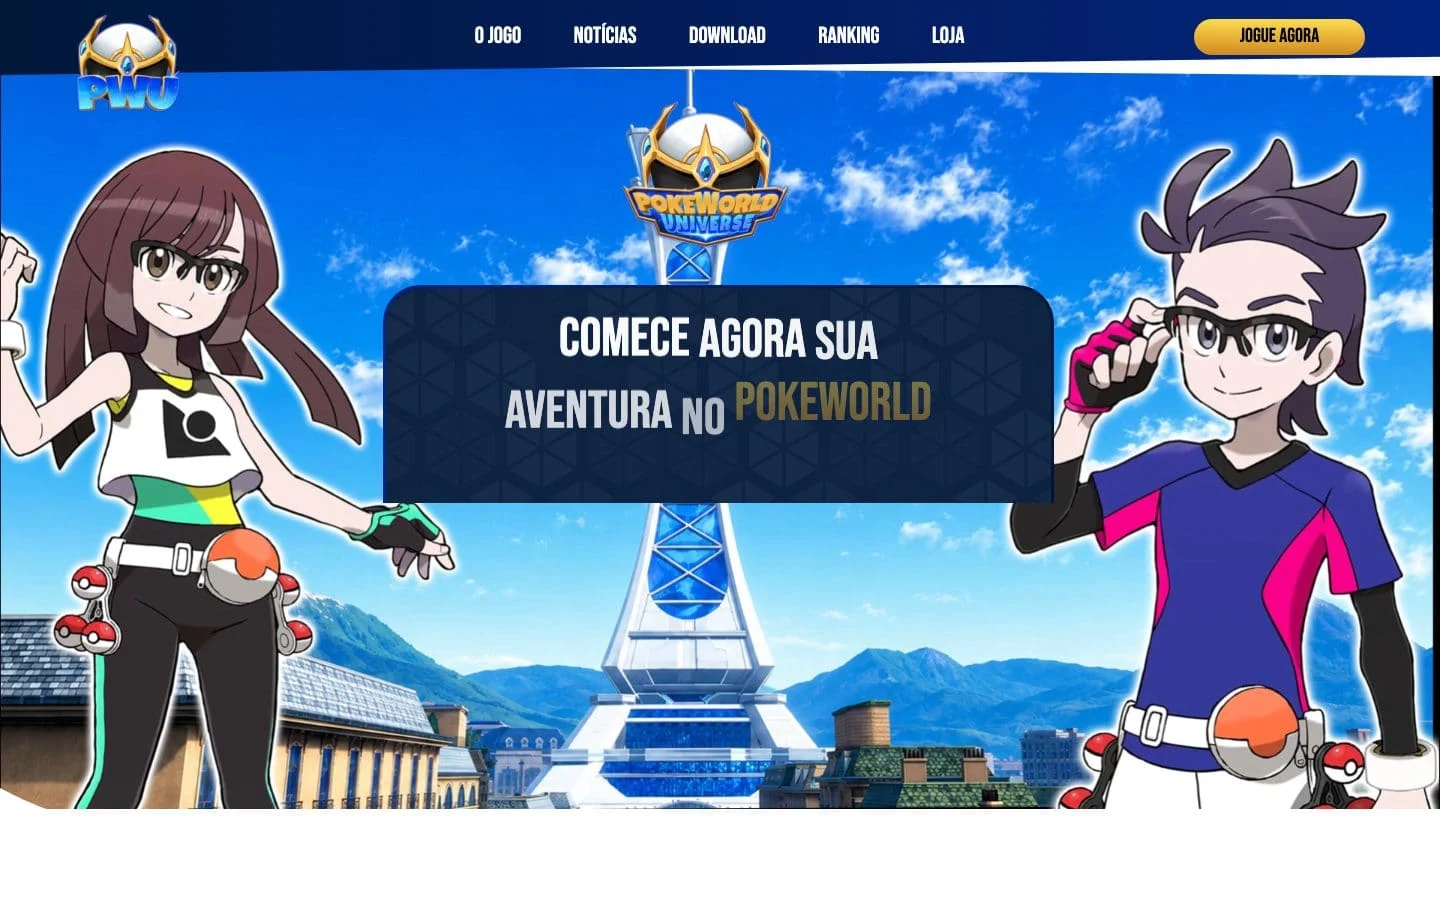 PWU
O JOGO
NOTÍCIAS
DOWNLOAD
RANKING
LOJA
JOGUE AGORA
POKEWORLD
UNIVERSE
COMECE AGORA SUA
AVENTURA NO POKEWORLD